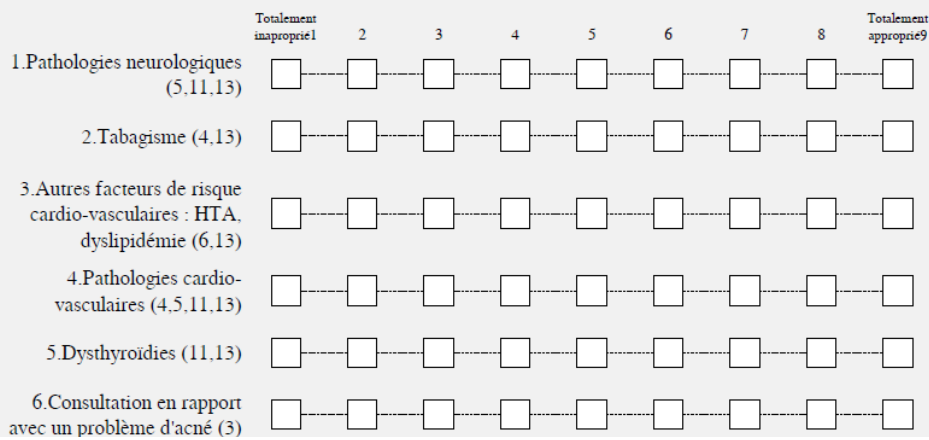 Totalement
inaproprié1 2 3 4 5 6 7 8 Totalement
approprié9
1.Pathologies neurologiques
(5,11,13)
2.Tabagisme (4,13)
3.Autres facteurs de risque
cardio-vasculaires : HTA,
dyslipidémie (6,13)
4.Pathologies cardio-
vasculaires (4,5,11,13)
5.Dysthyroïdies (11,13)
6.Consultation en rapport
avec un problème d'acné (3)